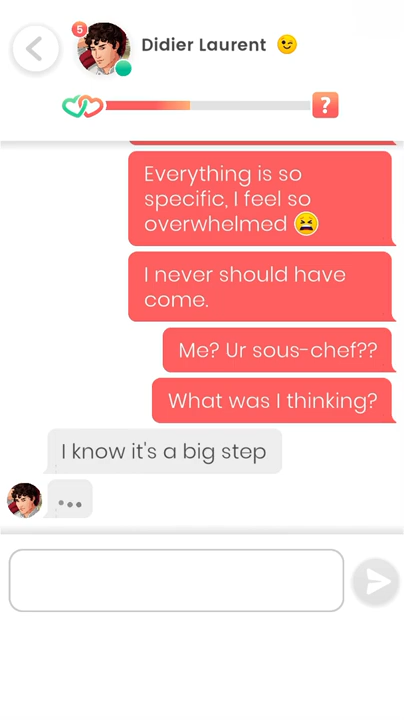 5
Didier Laurent 😉
?
Everything is so
specific, I feel so
overwhelmed 😫
I never should have
come.
Me? Ur sous-chef??
What was I thinking?
I know it's a big step
...